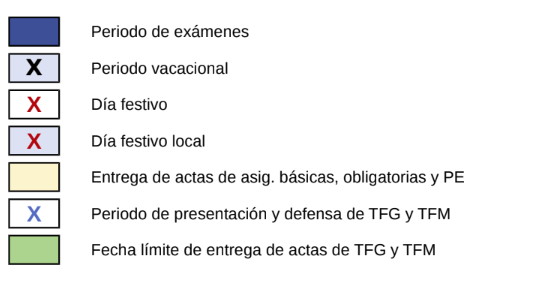 Periodo de exámenes
X Periodo vacacional
X Día festivo
X Día festivo local
Entrega de actas de asig. básicas, obligatorias y PE
X Periodo de presentación y defensa de TFG y TFM
Fecha límite de entrega de actas de TFG y TFM